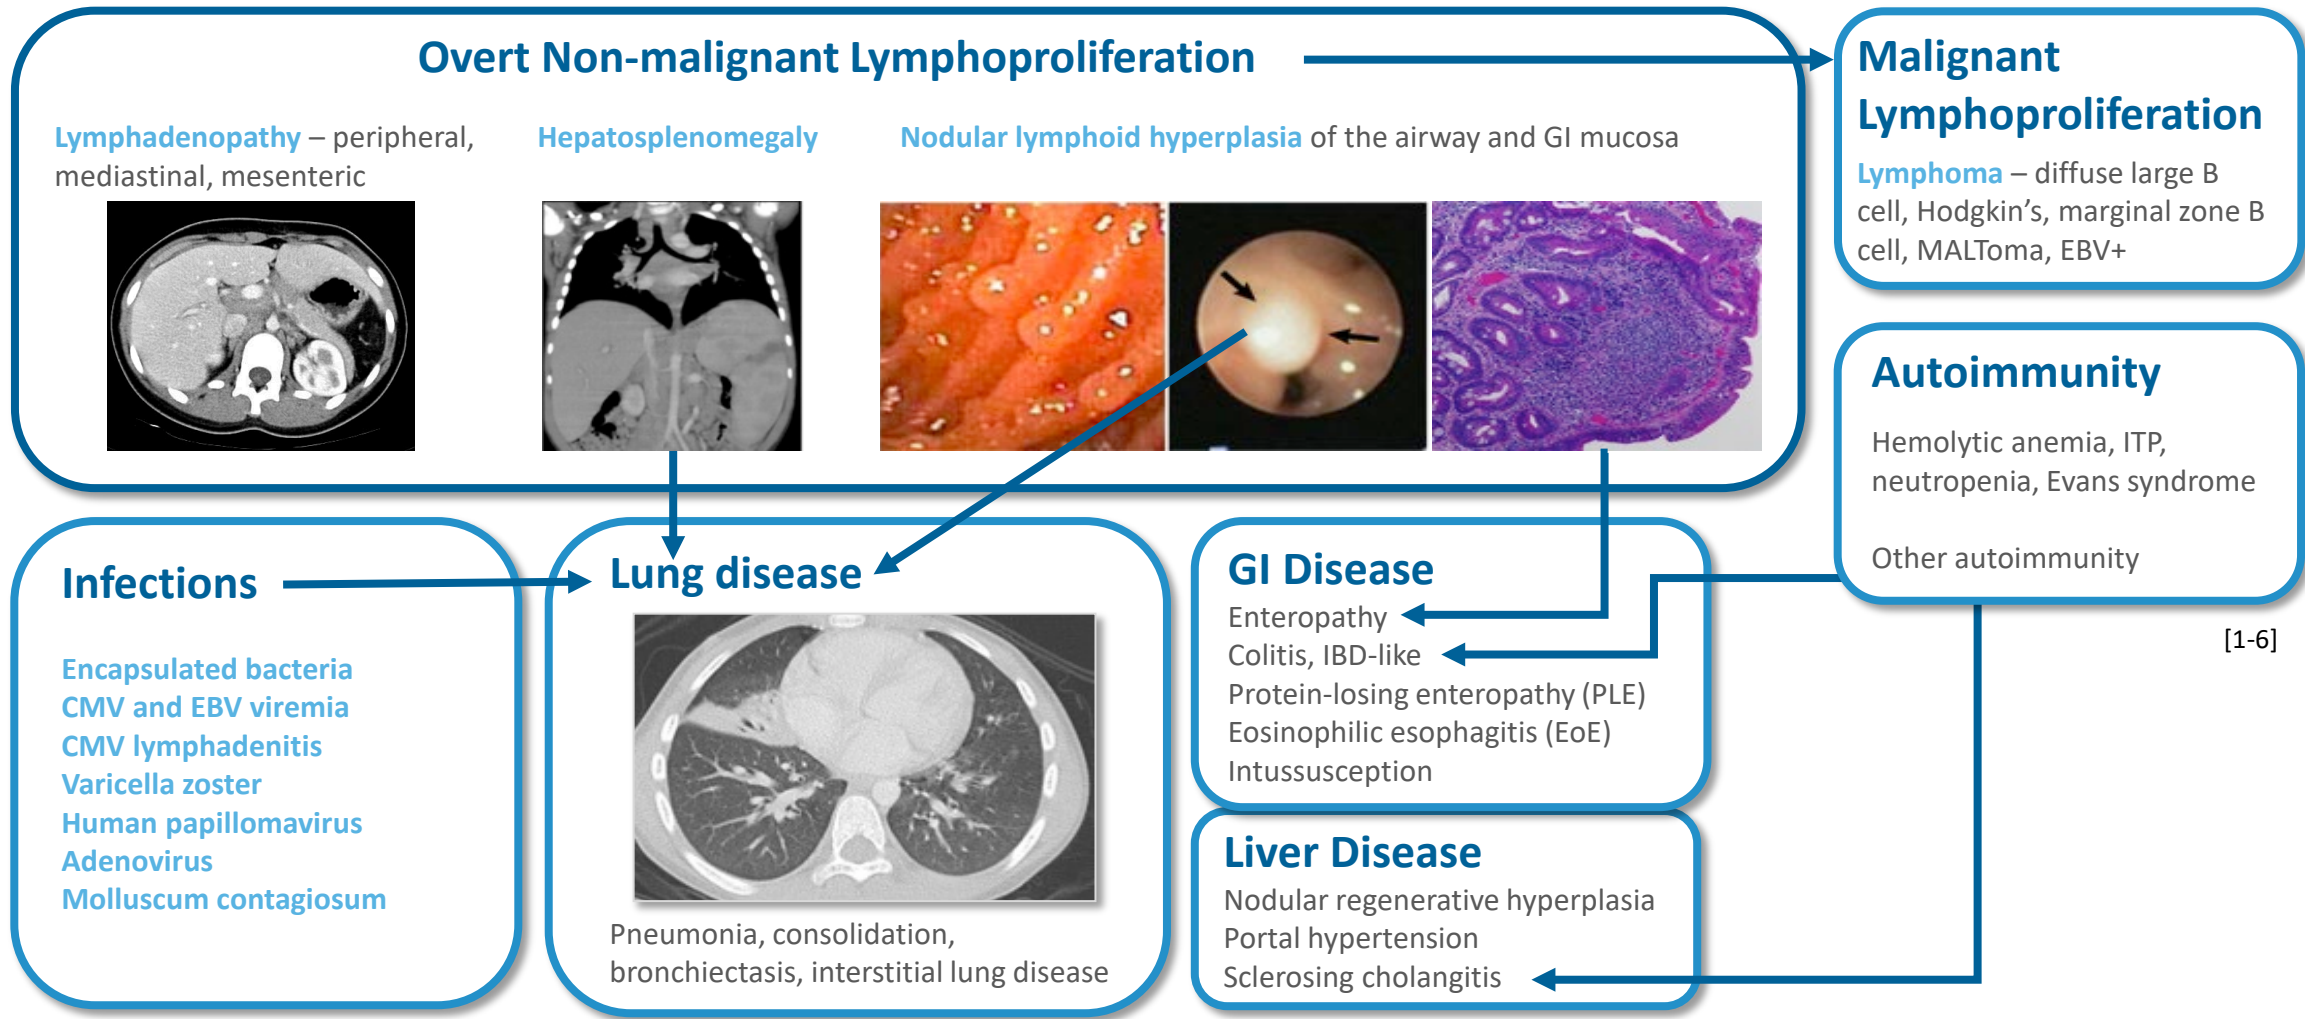 Overt Non-malignant Lymphoproliferation
Lymphadenopathy – peripheral,
mediastinal, mesenteric
Hepatosplenomegaly
Nodular lymphoid hyperplasia of the airway and GI mucosa
Malignant
Lymphoproliferation
Lymphoma – diffuse large B
cell, Hodgkin's, marginal zone B
cell, MALToma, EBV+
Autoimmunity
Hemolytic anemia, ITP,
neutropenia, Evans syndrome
Other autoimmunity
[1-6]
Infections
Encapsulated bacteria
CMV and EBV viremia
CMV lymphadenitis
Varicella zoster
Human papillomavirus
Adenovirus
Molluscum contagiosum
Lung disease
Pneumonia, consolidation,
bronchiectasis, interstitial lung disease
GI Disease
Enteropathy
Colitis, IBD-like
Protein-losing enteropathy (PLE)
Eosinophilic esophagitis (EoE)
Intussusception
Liver Disease
Nodular regenerative hyperplasia
Portal hypertension
Sclerosing cholangitis